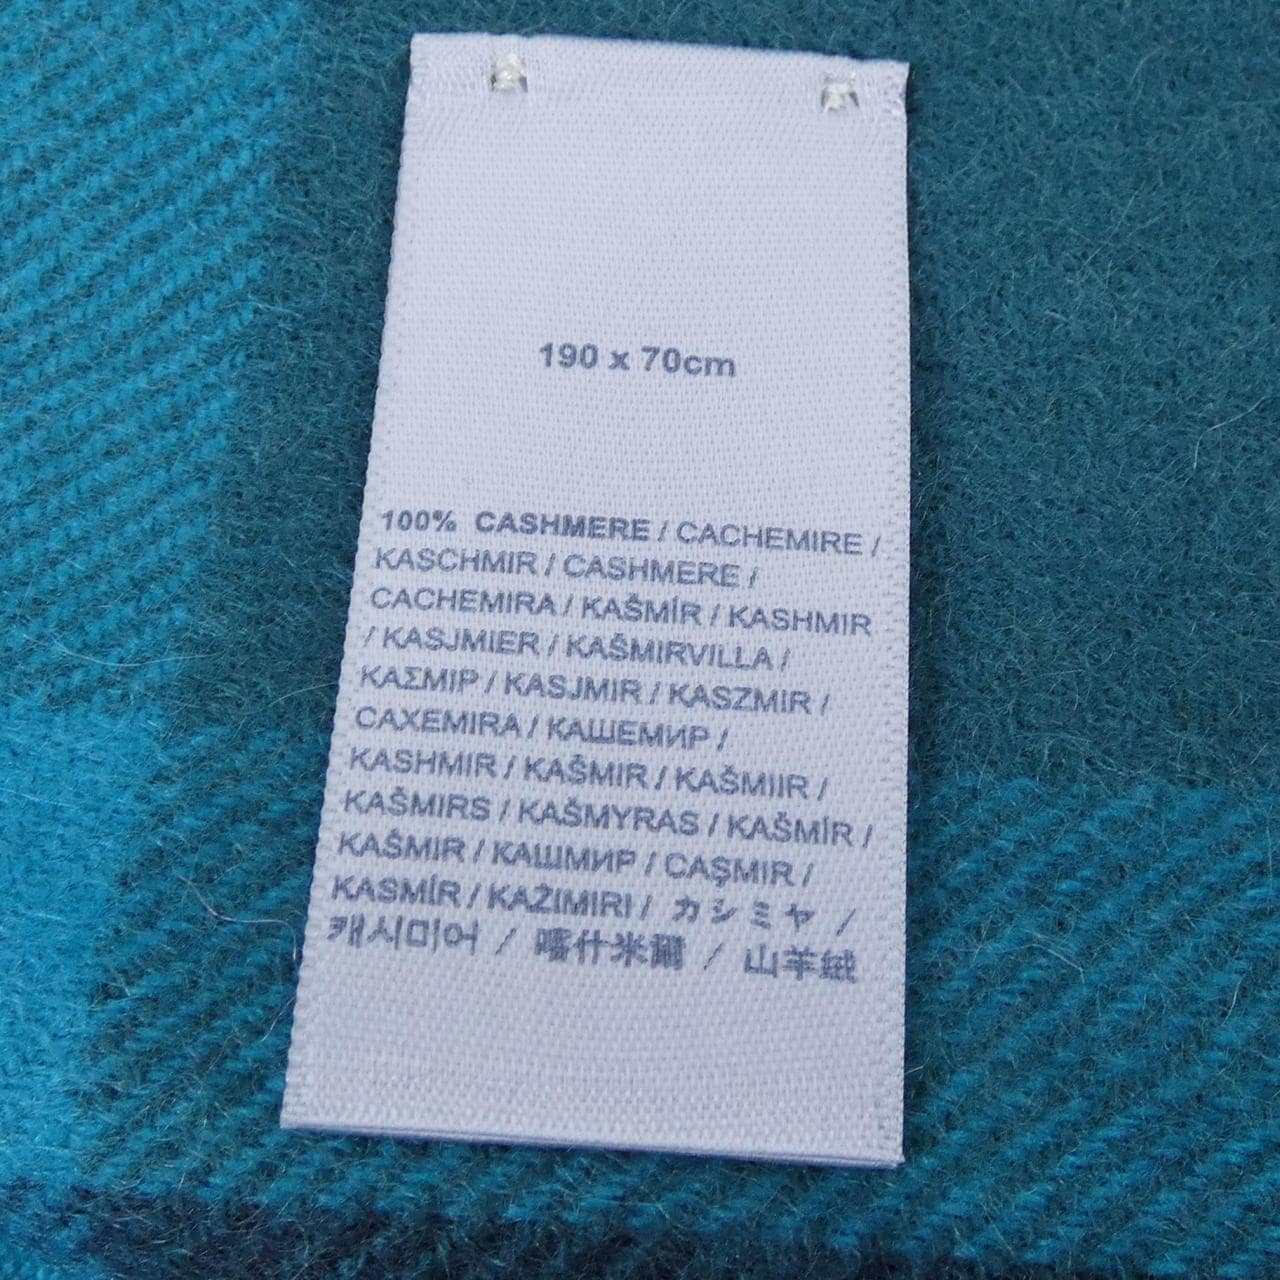 190 x 70cm
100% CASHMERE / CACHEMIRE /
KASCHMIR / CASHMERE /
CACHEMIRA / KAŠMÍR / KASHMIR
/ KASJMIER / KAŠMIRVILLA /
ΚΑΣΜΙΡ / KASJMIR / KASZMIR /
CAXEMIRA / КАШЕМИР /
KASHMIR / KAŠMIR / KAŠMIIR /
KAŠMIRS / KAŠMYRAS / KAŠMÍR /
KAŠMIR / КАШМИР / CAŞMIR /
KASMÍR / KAŻIMIRI / カシミヤ /
캐시미어 / 喀什米爾 / 山羊绒